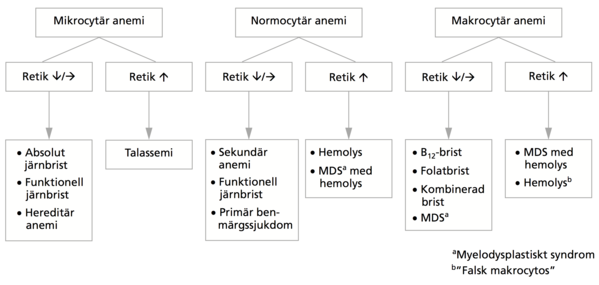 Mikrocytär anemi
Normocytär anemi
Makrocytär anemi
Retik ↓/→
Retik ↑
Retik ↓/→
Retik ↑
Retik ↓/→
Retik ↑
• Absolut
järnbrist
• Funktionell
järnbrist
• Hereditär
anemi
Talassemi
• Sekundär
anemi
• Funktionell
järnbrist
• Primär ben-
märgssjukdom
• Hemolys
• MDSᵃ med
hemolys
• B₁₂-brist
• Folatbrist
• Kombinerad
brist
• MDSᵃ
• MDS med
hemolys
• Hemolysᵇ
ᵃMyelodysplastiskt syndrom
ᵇ”Falsk makrocytos”